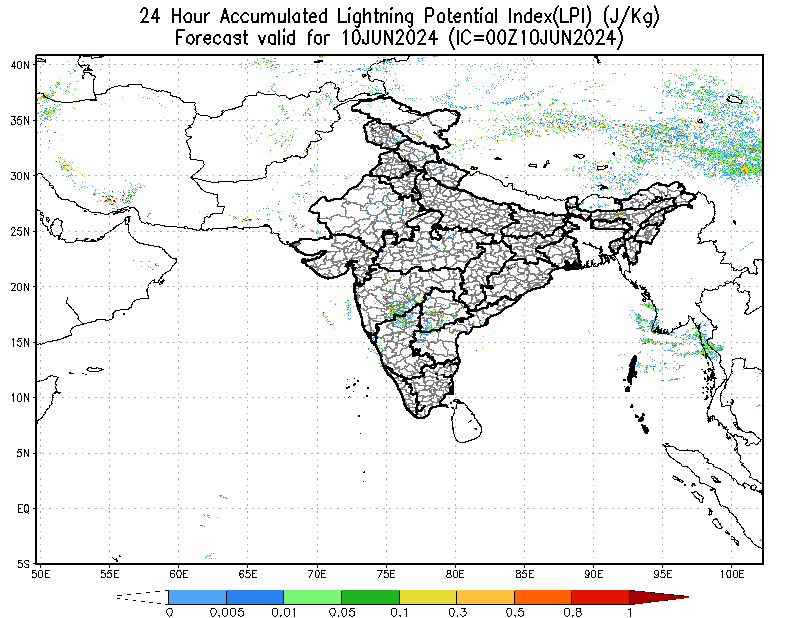 24 Hour Accumulated Lightning Potential Index(LPI) (J/Kg)
Forecast valid for 10JUN2024 (IC=00Z10JUN2024)
40N
35N
30N
25N
20N
15N
10N
5N
EQ
5S
50E 55E 60E 65E 70E 75E 80E 85E 90E 95E 100E
0 0.005 0.01 0.05 0.1 0.3 0.5 0.8 1